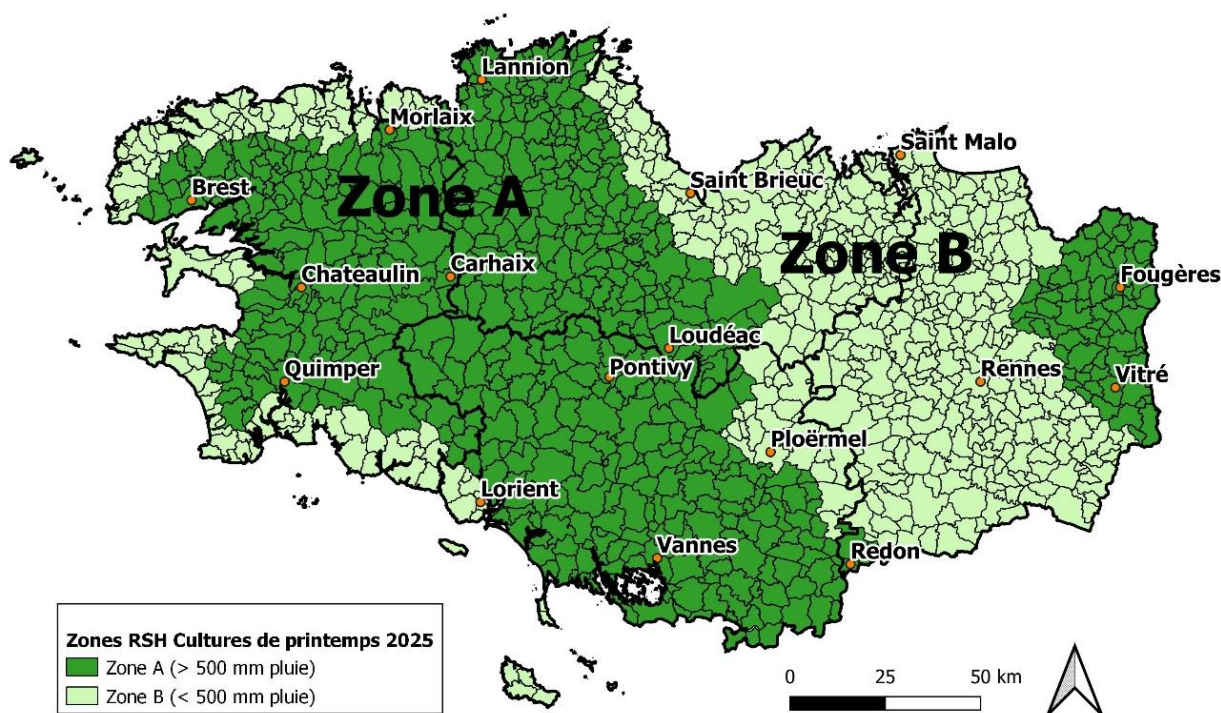 Lannion
Morlaix
Saint Malo
Brest
Zone A
Saint Brieuc
Zone B
Chateaulin
Carhaix
Fougères
Loudéac
Quimper
Pontivy
Rennes
Vitré
Ploërmel
Lorient
Vannes
Redon
Zones RSH Cultures de printemps 2025
Zone A (> 500 mm pluie)
Zone B (< 500 mm pluie)
0 25 50 km